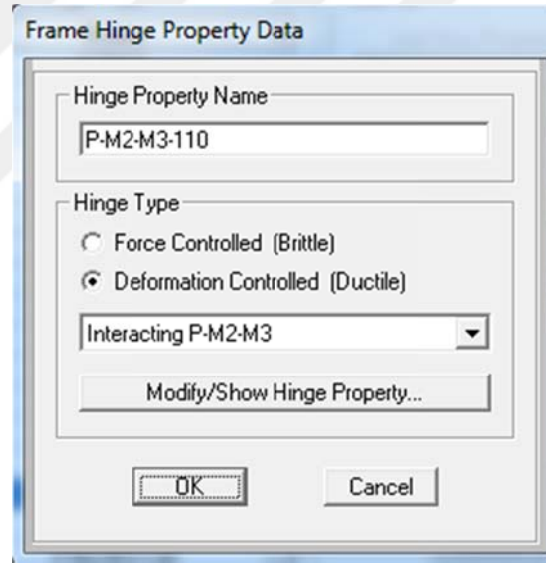 Frame Hinge Property Data
Hinge Property Name
P-M2-M3-110
Hinge Type
Force Controlled (Brittle)
Deformation Controlled (Ductile)
Interacting P-M2-M3
Modify/Show Hinge Property...
OK
Cancel